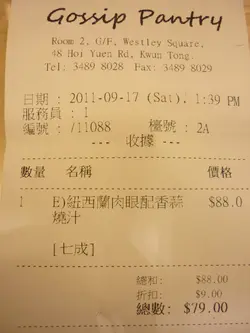 Gossip Pantry
Room 2, G/F, Westley Square,
48 Hoi Yuen Rd, Kwun Tong.
Tel: 3489 8028 Fax: 3489 8029
日期 : 2011-09-17 (Sat), 1:39 PM
服務員 : 1
編號 : /11088 檯號 : 2A
--- 收據 ---
數量 名稱 價格
1 E)紐西蘭肉眼配香蒜 $88.0
燒汁
[七成]
總和: $88.00
折扣: $9.00
總數: $79.00